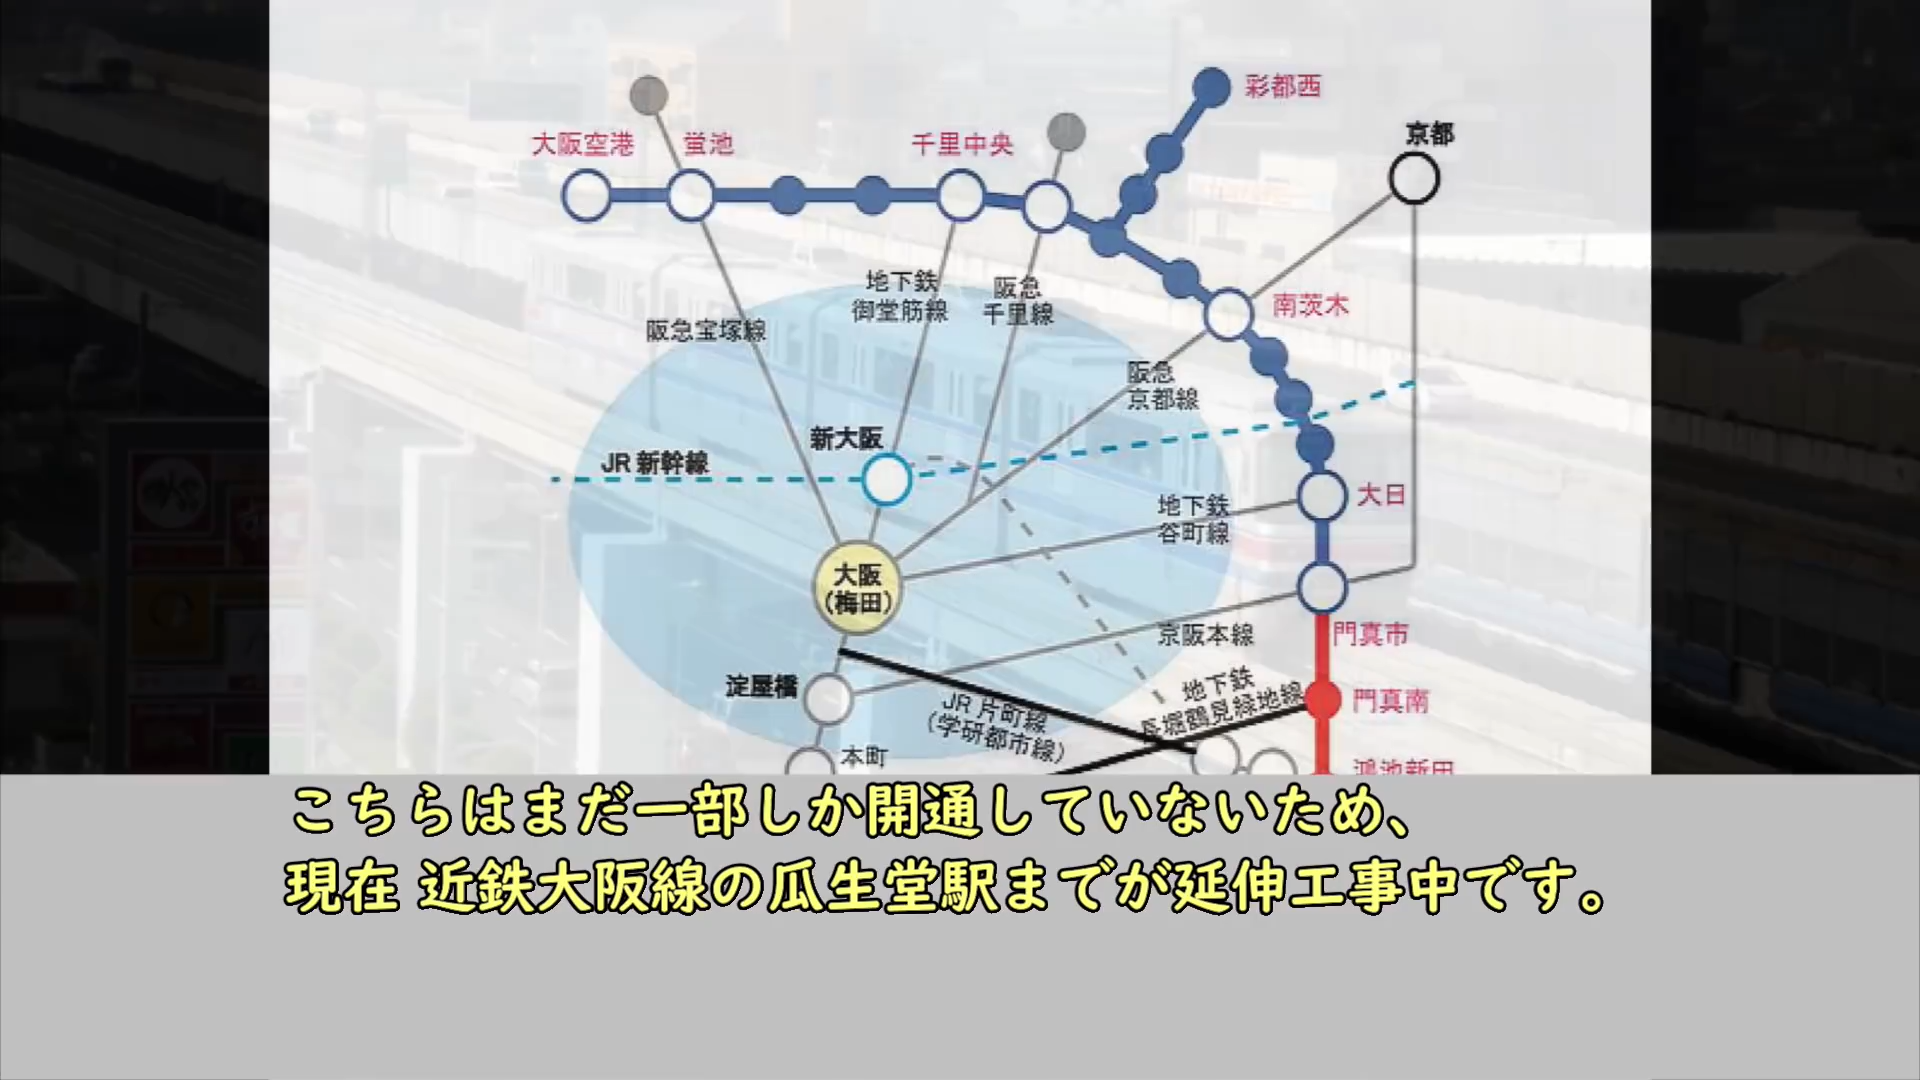 彩都西
京都
大阪空港
蛍池
千里中央
地下鉄
御堂筋線
阪急
千里線
南茨木
阪急宝塚線
阪急
京都線
新大阪
JR 新幹線
大日
地下鉄
谷町線
大阪
(梅田)
京阪本線
門真市
淀屋橋
地下鉄
長堀鶴見緑地線
JR 片町線
(学研都市線)
門真南
本町
鴻池新田
こちらはまだ一部しか開通していないため、
現在 近鉄大阪線の瓜生堂駅までが延伸工事中です。